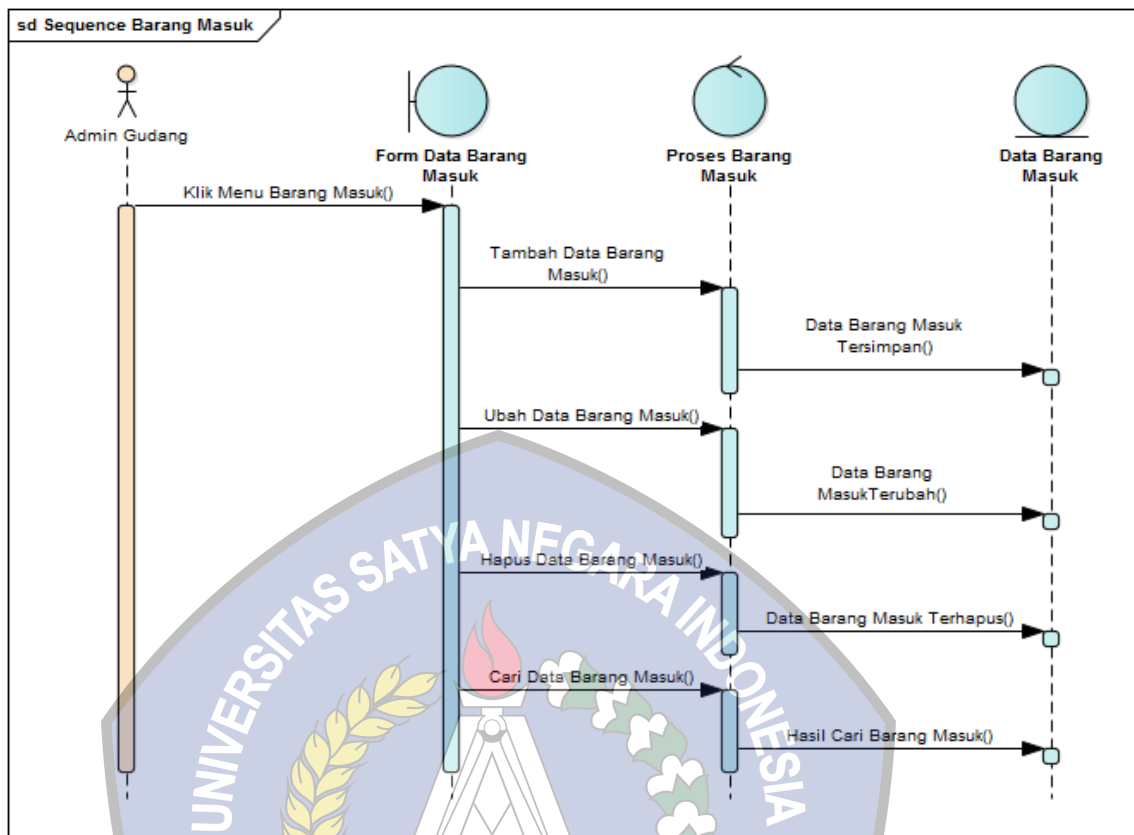 sd Sequence Barang Masuk
Admin Gudang
Form Data Barang
Masuk
Proses Barang
Masuk
Data Barang
Masuk
Klik Menu Barang Masuk()
Tambah Data Barang
Masuk()
Data Barang Masuk
Tersimpan()
Ubah Data Barang Masuk()
Data Barang
MasukTerubah()
Hapus Data Barang Masuk()
Data Barang Masuk Terhapus()
Cari Data Barang Masuk()
Hasil Cari Barang Masuk()
UNIVERSITAS SATYA NEGARA INDONESIA